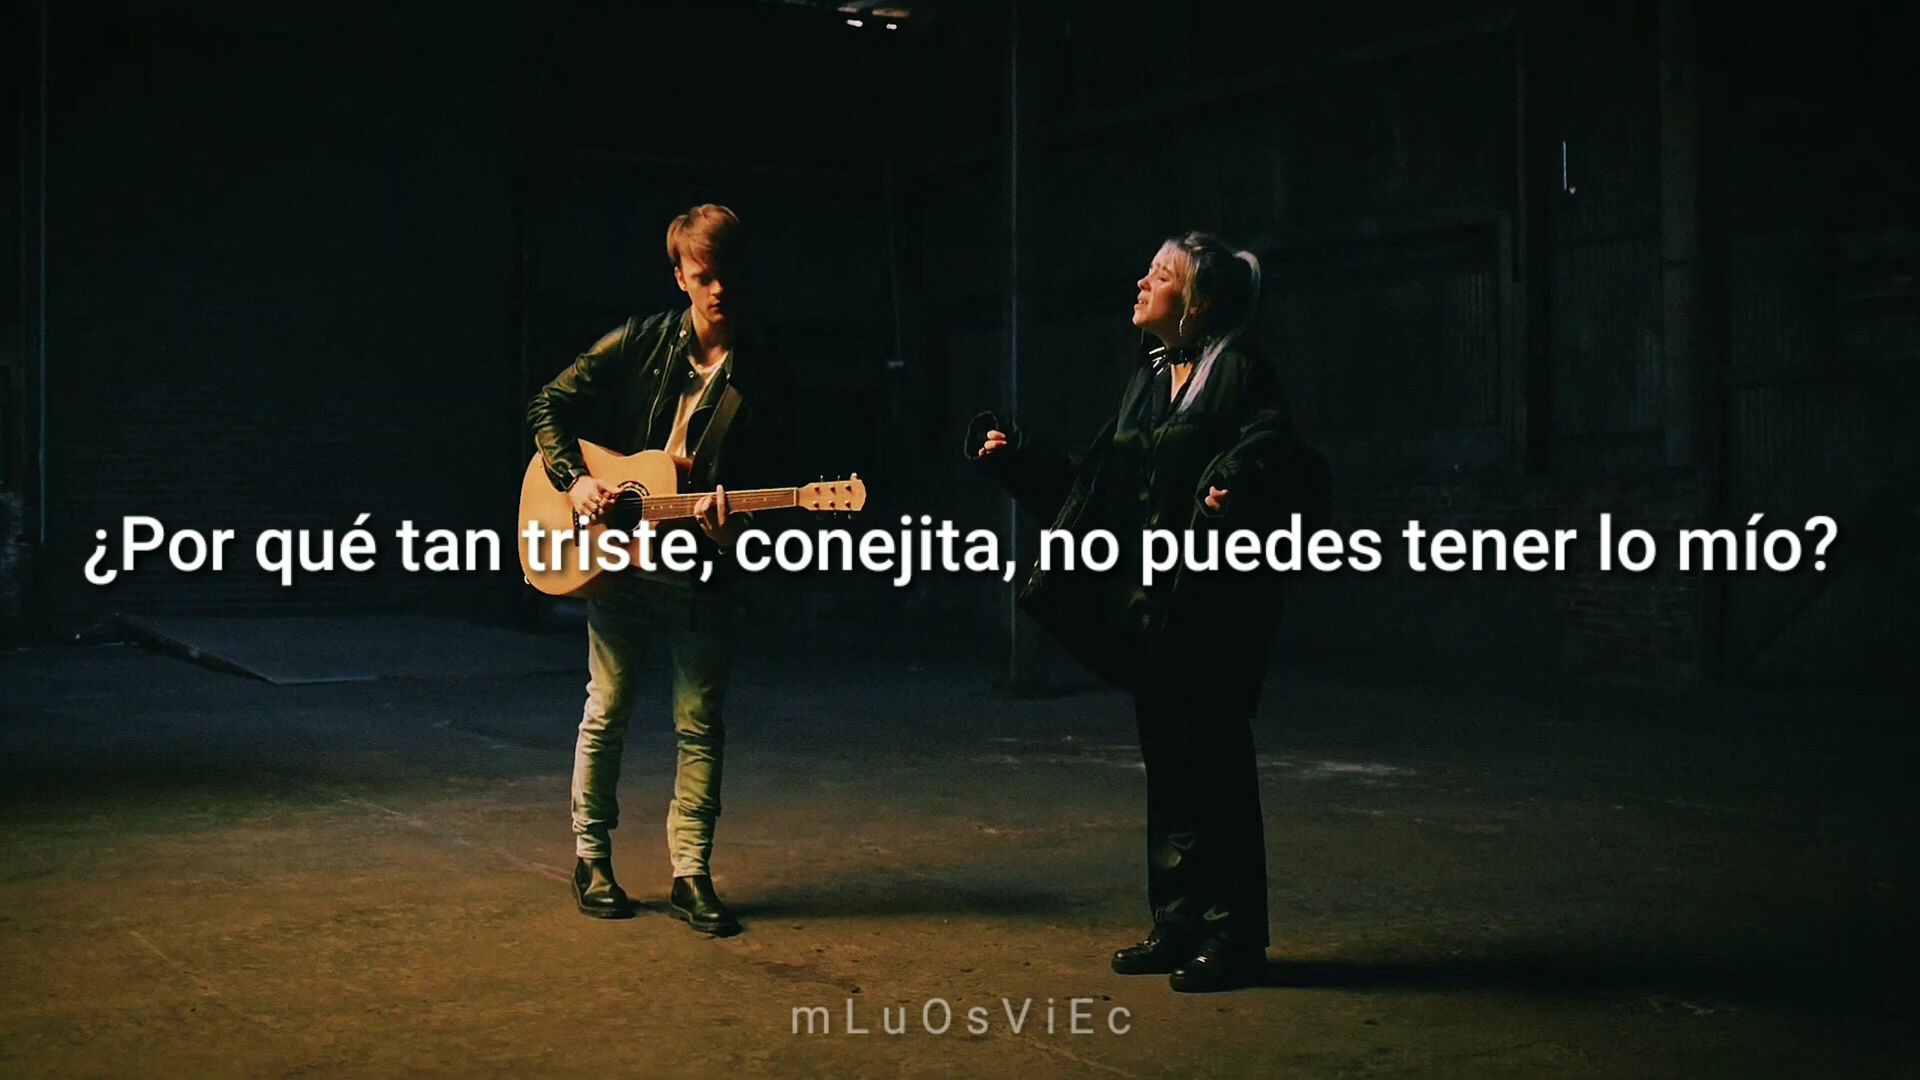 ¿Por qué tan triste, conejita, no puedes tener lo mío?
mLuOsViEc